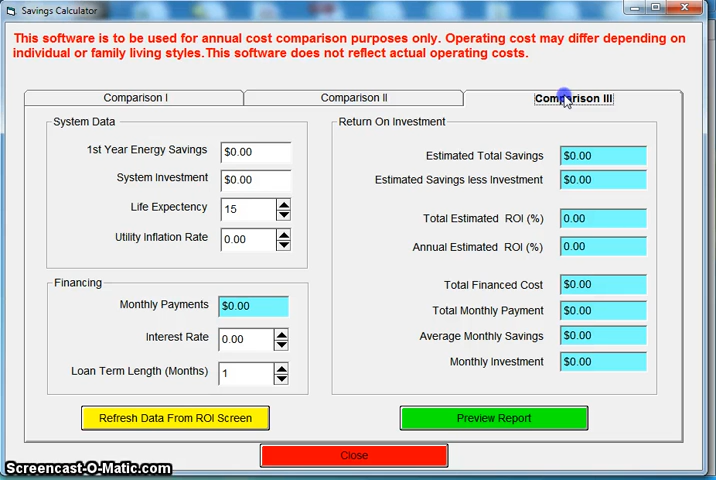 Savings Calculator
This software is to be used for annual cost comparison purposes only. Operating cost may differ depending on
individual or family living styles.This software does not reflect actual operating costs.
Comparison I
Comparison II
Comparison III
System Data
1st Year Energy Savings $0.00
System Investment $0.00
Life Expectency 15
Utility Inflation Rate 0.00
Financing
Monthly Payments $0.00
Interest Rate 0.00
Loan Term Length (Months) 1
Refresh Data From ROI Screen
Return On Investment
Estimated Total Savings $0.00
Estimated Savings less Investment $0.00
Total Estimated ROI (%) 0.00
Annual Estimated ROI (%) 0.00
Total Financed Cost $0.00
Total Monthly Payment $0.00
Average Monthly Savings $0.00
Monthly Investment $0.00
Preview Report
Close
Screencast-O-Matic.com